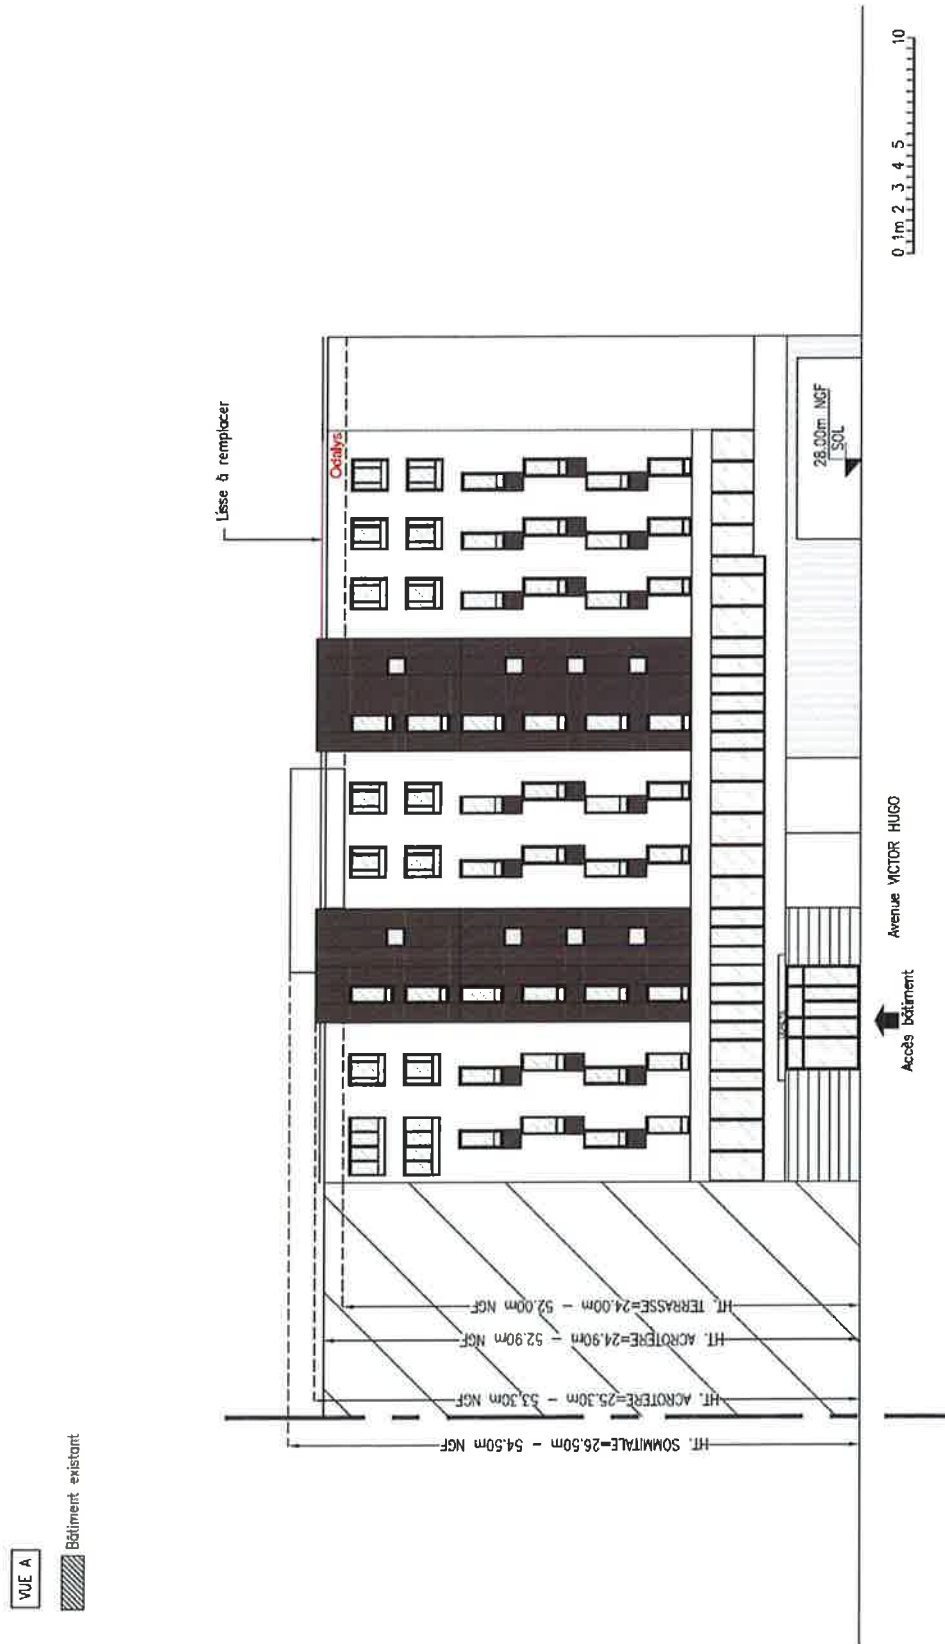 VUE A
Bâtiment existant
Lisse à remplacer
Odalys
HT. SOMMITALE=26.50m - 54.50m NGF
HT. ACROTERE=25.30m - 53.30m NGF
HT. ACROTERE=24.90m - 52.90m NGF
HT. TERRASSE=24.00m - 52.00m NGF
28.00m NGF
SOL
Accès bâtiment
Avenue VICTOR HUGO
0 1m 2 3 4 5 10